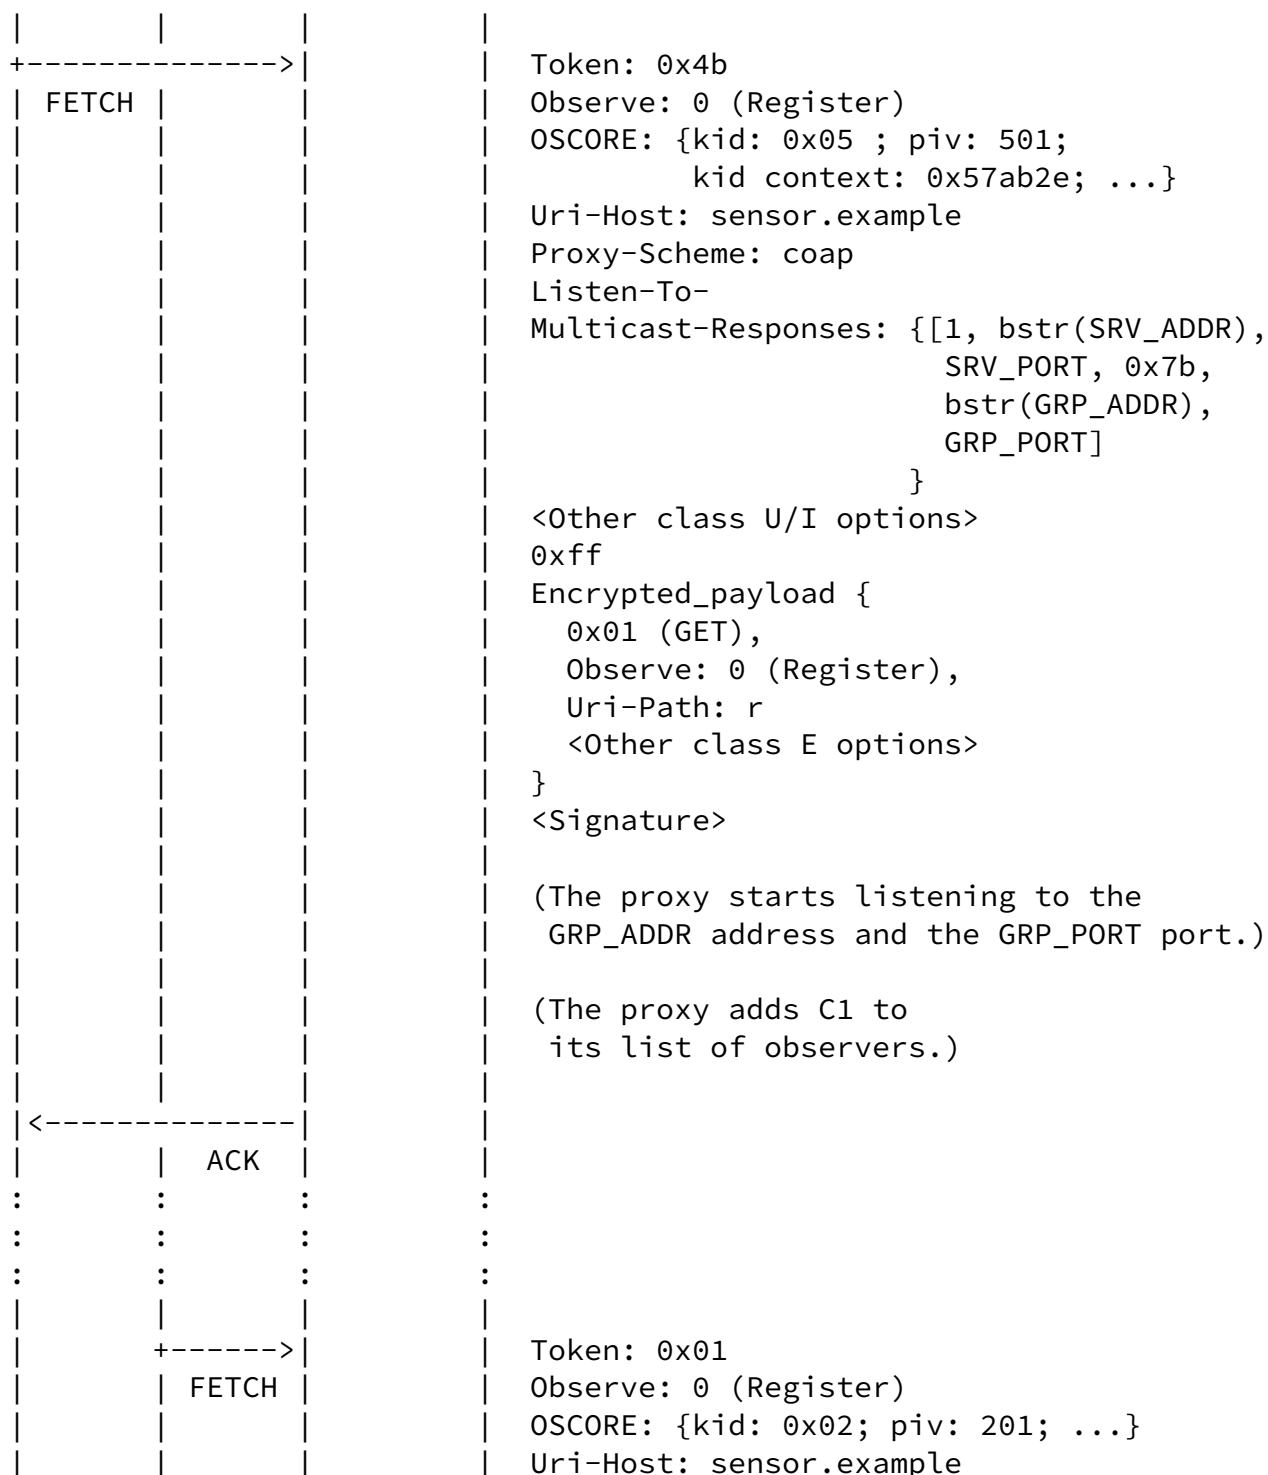 |       |       |         |
+-------------->|         |  Token: 0x4b
| FETCH |       |         |  Observe: 0 (Register)
|       |       |         |  OSCORE: {kid: 0x05 ; piv: 501;
|       |       |         |           kid context: 0x57ab2e; ...}
|       |       |         |  Uri-Host: sensor.example
|       |       |         |  Proxy-Scheme: coap
|       |       |         |  Listen-To-
|       |       |         |  Multicast-Responses: {[1, bstr(SRV_ADDR),
|       |       |         |                         SRV_PORT, 0x7b,
|       |       |         |                         bstr(GRP_ADDR),
|       |       |         |                         GRP_PORT]
|       |       |         |                       }
|       |       |         |  <Other class U/I options>
|       |       |         |  0xff
|       |       |         |  Encrypted_payload {
|       |       |         |    0x01 (GET),
|       |       |         |    Observe: 0 (Register),
|       |       |         |    Uri-Path: r
|       |       |         |    <Other class E options>
|       |       |         |  }
|       |       |         |  <Signature>
|       |       |         |
|       |       |         |  (The proxy starts listening to the
|       |       |         |   GRP_ADDR address and the GRP_PORT port.)
|       |       |         |
|       |       |         |  (The proxy adds C1 to
|       |       |         |   its list of observers.)
|       |       |         |
|<--------------|         |
|       |  ACK  |         |
:       :       :         :
:       :       :         :
:       :       :         :
|       |       |         |
|       +------>|         |  Token: 0x01
|       | FETCH |         |  Observe: 0 (Register)
|       |       |         |  OSCORE: {kid: 0x02; piv: 201; ...}
|       |       |         |  Uri-Host: sensor.example